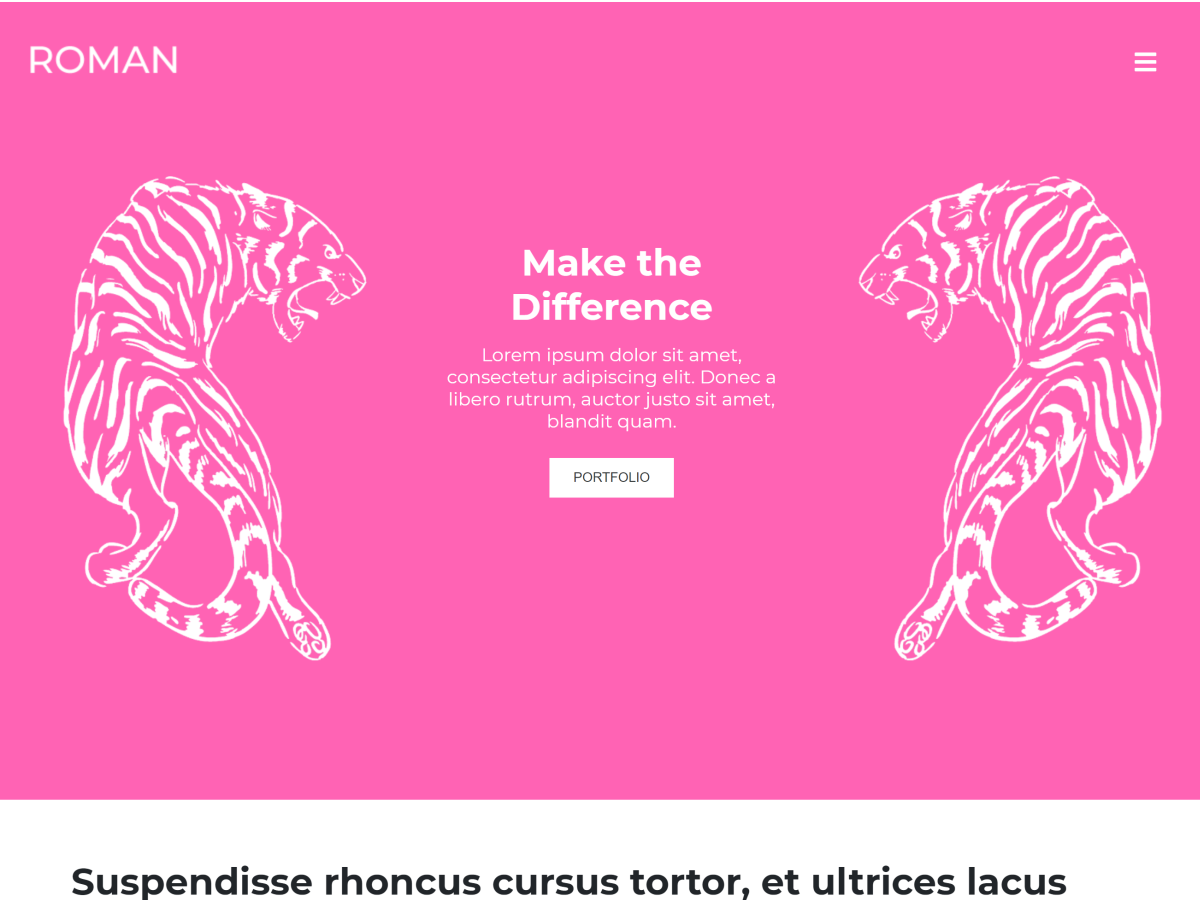 ROMAN
Make the
Difference
Lorem ipsum dolor sit amet,
consectetur adipiscing elit. Donec a
libero rutrum, auctor justo sit amet,
blandit quam.
PORTFOLIO
Suspendisse rhoncus cursus tortor, et ultrices lacus